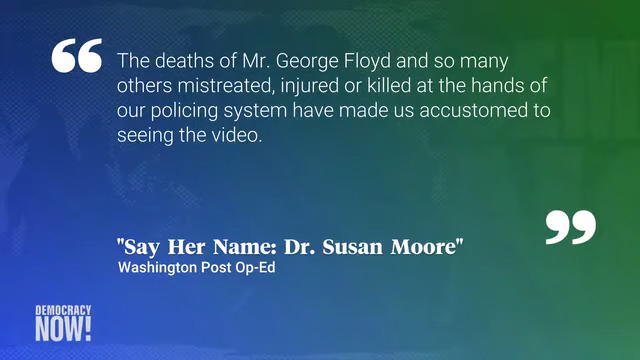 “
The deaths of Mr. George Floyd and so many
others mistreated, injured or killed at the hands of
our policing system have made us accustomed to
seeing the video.
”
"Say Her Name: Dr. Susan Moore"
Washington Post Op-Ed
DEMOCRACY
NOW!